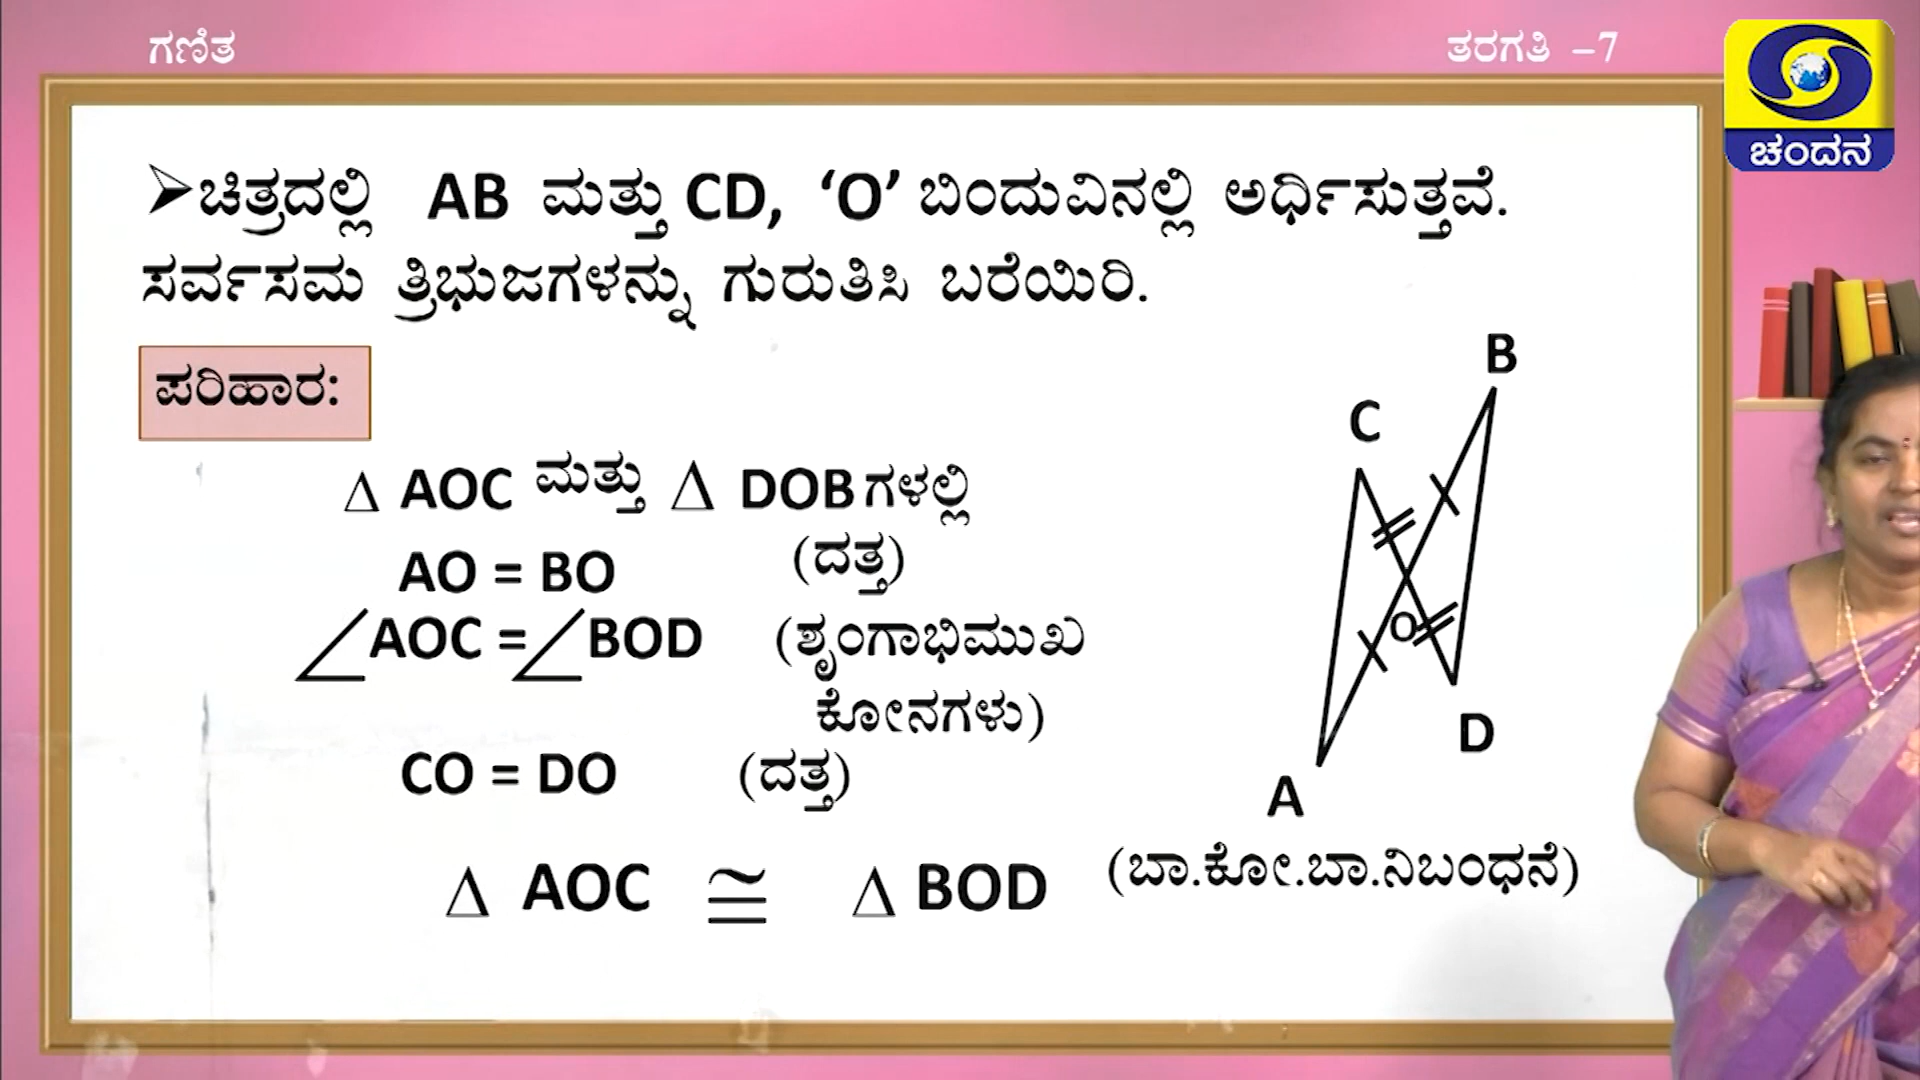 ಗಣಿತ
ತರಗತಿ –7
ಚಂದನ
➢ಚಿತ್ರದಲ್ಲಿ AB ಮತ್ತು CD, ‘O’ ಬಿಂದುವಿನಲ್ಲಿ ಅರ್ಧಿಸುತ್ತವೆ.
ಸರ್ವಸಮ ತ್ರಿಭುಜಗಳನ್ನು ಗುರುತಿಸಿ ಬರೆಯಿರಿ.
ಪರಿಹಾರ:
Δ AOC ಮತ್ತು Δ DOB ಗಳಲ್ಲಿ
AO = BO (ದತ್ತ)
∠AOC =∠BOD (ಶೃಂಗಾಭಿಮುಖ
ಕೋನಗಳು)
CO = DO (ದತ್ತ)
Δ AOC ≅ Δ BOD (ಬಾ.ಕೋ.ಬಾ.ನಿಬಂಧನೆ)
B
C
O
D
A